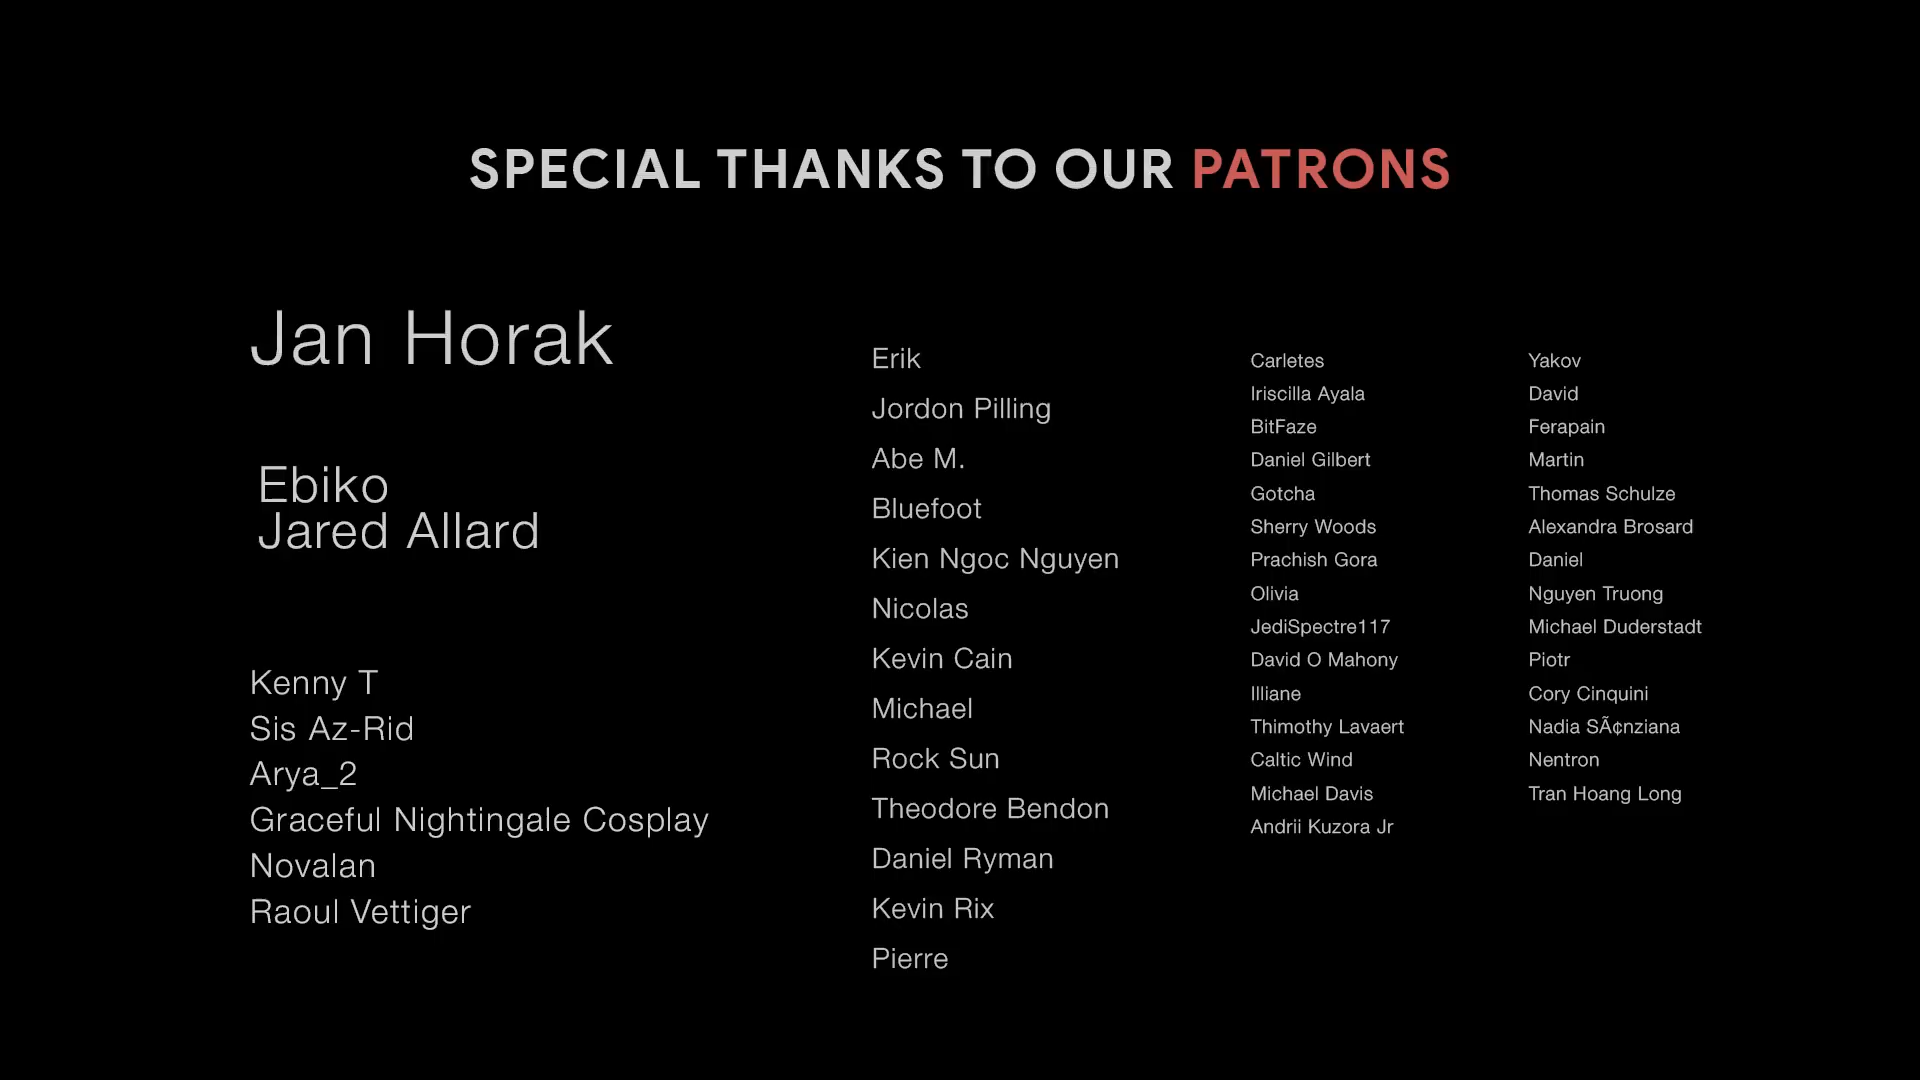 SPECIAL THANKS TO OUR PATRONS
Jan Horak
Ebiko
Jared Allard
Kenny T
Sis Az-Rid
Arya_2
Graceful Nightingale Cosplay
Novalan
Raoul Vettiger
Erik
Jordon Pilling
Abe M.
Bluefoot
Kien Ngoc Nguyen
Nicolas
Kevin Cain
Michael
Rock Sun
Theodore Bendon
Daniel Ryman
Kevin Rix
Pierre
Carletes
Iriscilla Ayala
BitFaze
Daniel Gilbert
Gotcha
Sherry Woods
Prachish Gora
Olivia
JediSpectre117
David O Mahony
Illiane
Thimothy Lavaert
Caltic Wind
Michael Davis
Andrii Kuzora Jr
Yakov
David
Ferapain
Martin
Thomas Schulze
Alexandra Brosard
Daniel
Nguyen Truong
Michael Duderstadt
Piotr
Cory Cinquini
Nadia SÃ¢nziana
Nentron
Tran Hoang Long